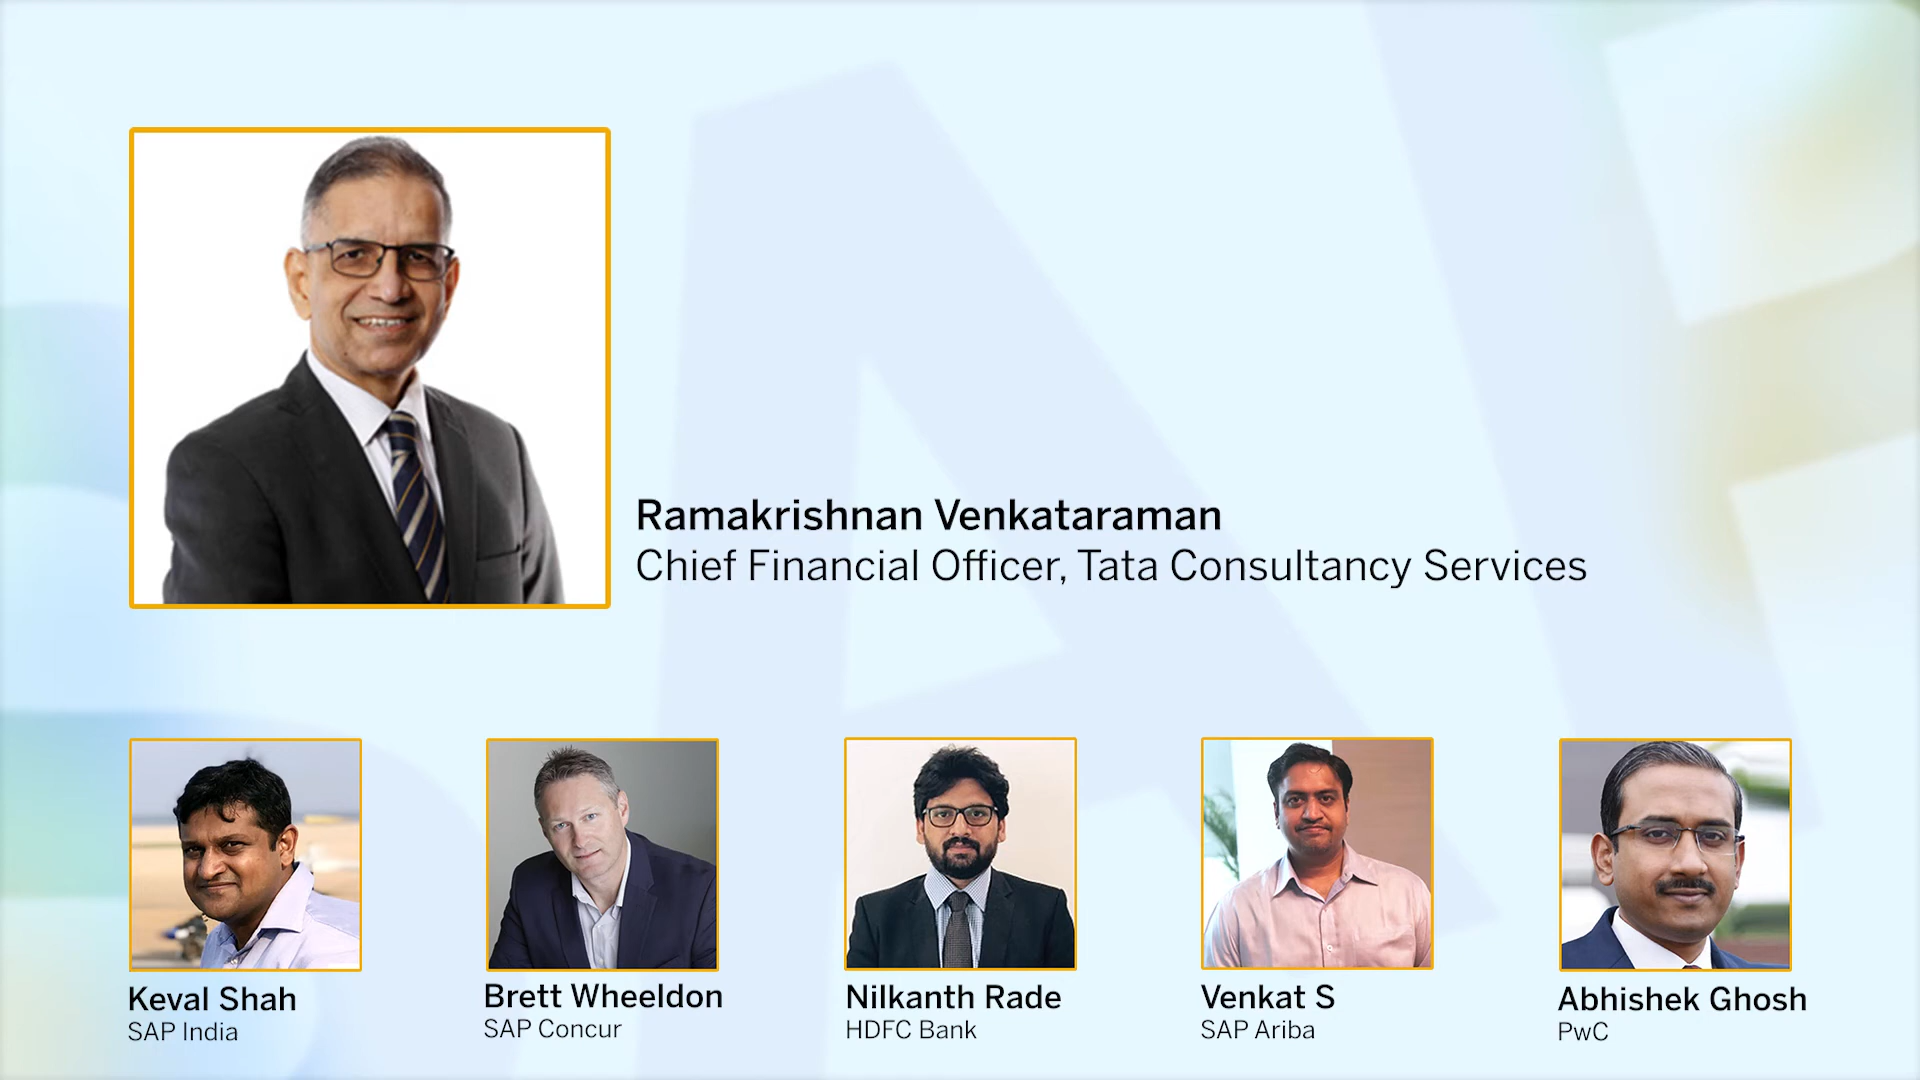 Ramakrishnan Venkataraman
Chief Financial Officer, Tata Consultancy Services
Keval Shah
SAP India
Brett Wheeldon
SAP Concur
Nilkanth Rade
HDFC Bank
Venkat S
SAP Ariba
Abhishek Ghosh
PwC